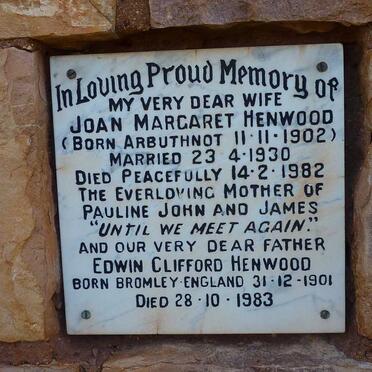 In Loving Proud Memory of
MY VERY DEAR WIFE
JOAN MARGARET HENWOOD
(BORN ARBUTHNOT 11·11·1902)
MARRIED 23 4·1930
DIED PEACEFULLY 14·2·1982
THE EVERLOVING MOTHER OF
PAULINE JOHN AND JAMES
"UNTIL WE MEET AGAIN."
AND OUR VERY DEAR FATHER
EDWIN CLIFFORD HENWOOD
BORN BROMLEY·ENGLAND 31·12·1901
DIED 28·10·1983